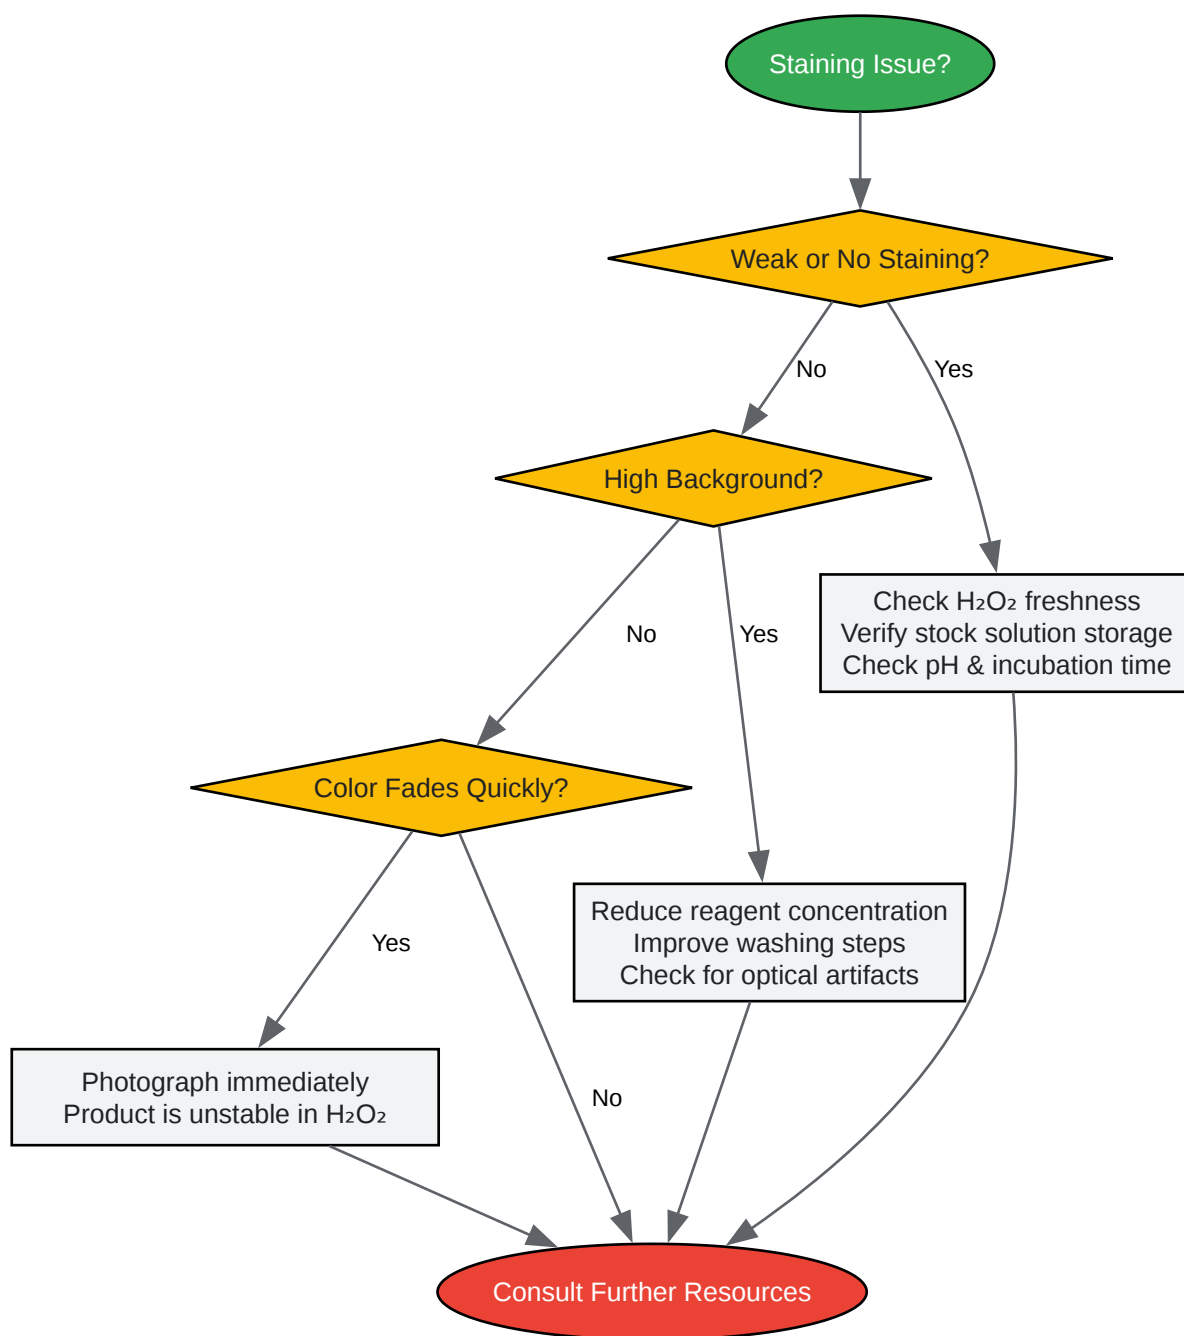 Staining Issue?
Weak or No Staining?
No
Yes
High Background?
Check H₂O₂ freshness
Verify stock solution storage
Check pH & incubation time
No
Yes
Color Fades Quickly?
Reduce reagent concentration
Improve washing steps
Check for optical artifacts
Yes
Photograph immediately
Product is unstable in H₂O₂
No
Consult Further Resources